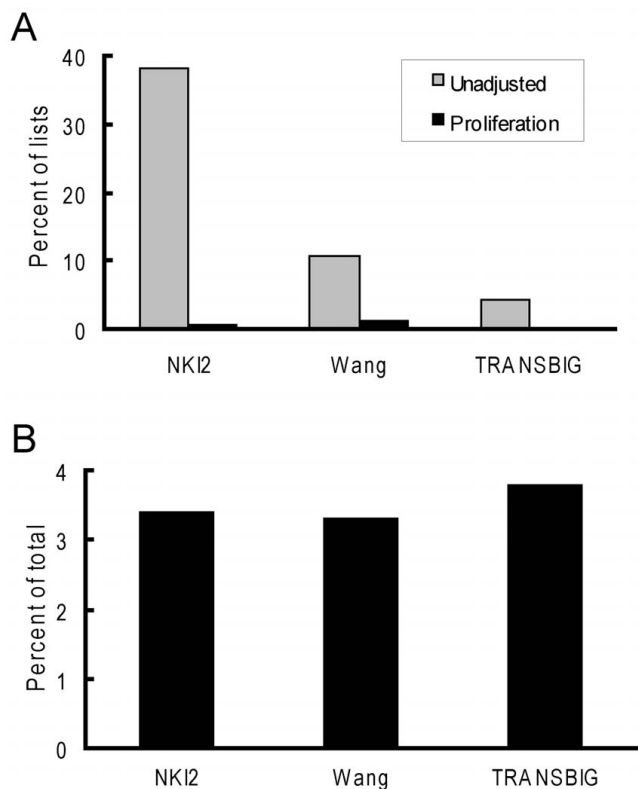 A
Percent of lists
40
30
20
10
0
Unadjusted
Proliferation
NKI2 Wang TRANSBIG
B
Percent of total
4
3
2
1
0
NKI2 Wang TRANSBIG